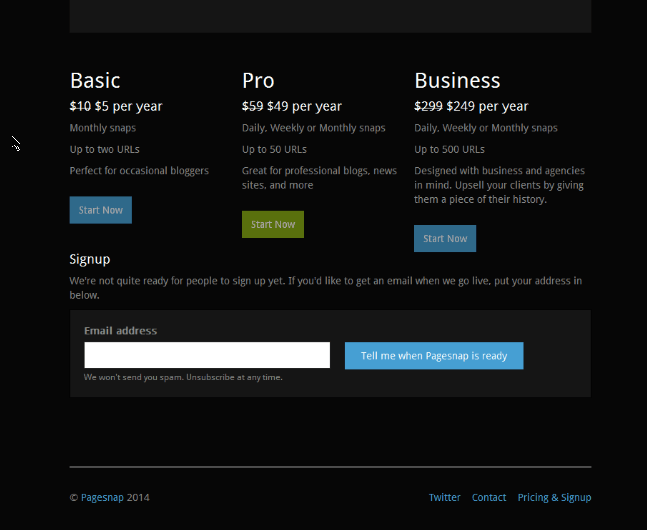 Basic
$10 $5 per year
Monthly snaps
Up to two URLs
Perfect for occasional bloggers
Start Now
Pro
$59 $49 per year
Daily, Weekly or Monthly snaps
Up to 50 URLs
Great for professional blogs, news
sites, and more
Start Now
Business
$299 $249 per year
Daily, Weekly or Monthly snaps
Up to 500 URLs
Designed with business and agencies
in mind. Upsell your clients by giving
them a piece of their history.
Start Now
Signup
We're not quite ready for people to sign up yet. If you'd like to get an email when we go live, put your address in
below.
Email address
Tell me when Pagesnap is ready
We won't send you spam. Unsubscribe at any time.
© Pagesnap 2014
Twitter Contact Pricing & Signup